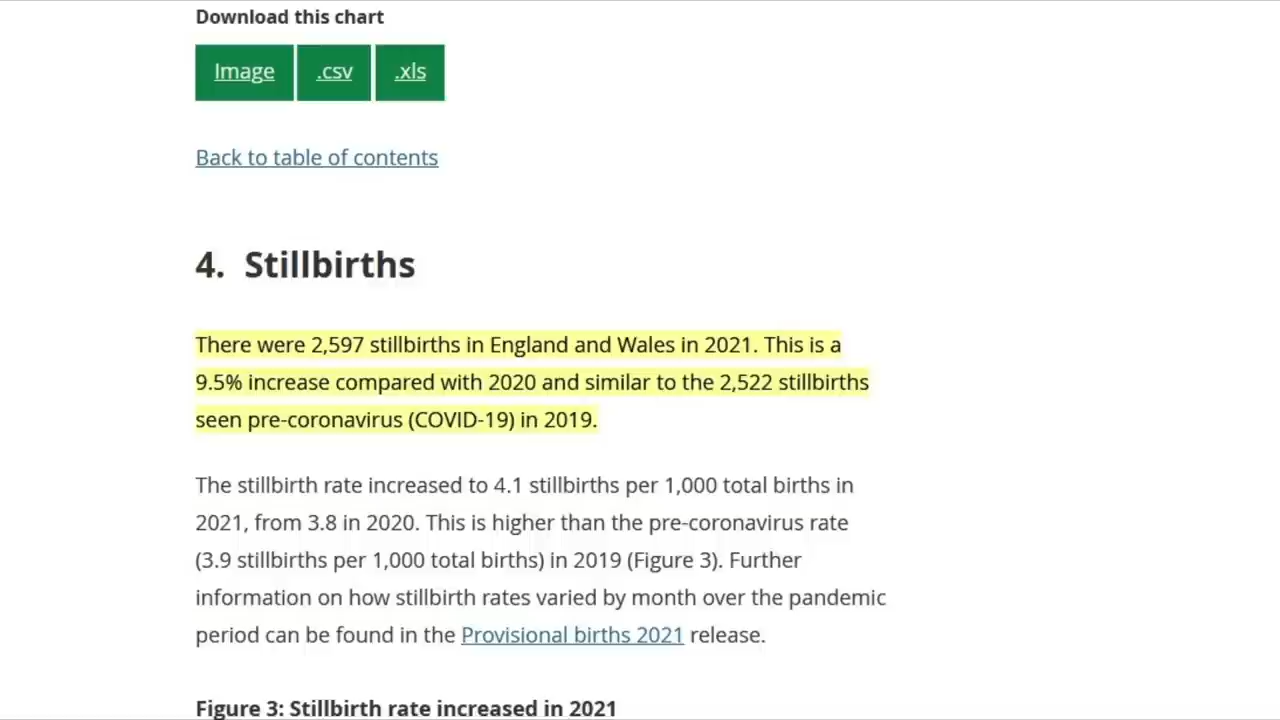 Download this chart
Image .csv .xls
Back to table of contents
4. Stillbirths
There were 2,597 stillbirths in England and Wales in 2021. This is a
9.5% increase compared with 2020 and similar to the 2,522 stillbirths
seen pre-coronavirus (COVID-19) in 2019.
The stillbirth rate increased to 4.1 stillbirths per 1,000 total births in
2021, from 3.8 in 2020. This is higher than the pre-coronavirus rate
(3.9 stillbirths per 1,000 total births) in 2019 (Figure 3). Further
information on how stillbirth rates varied by month over the pandemic
period can be found in the Provisional births 2021 release.
Figure 3: Stillbirth rate increased in 2021